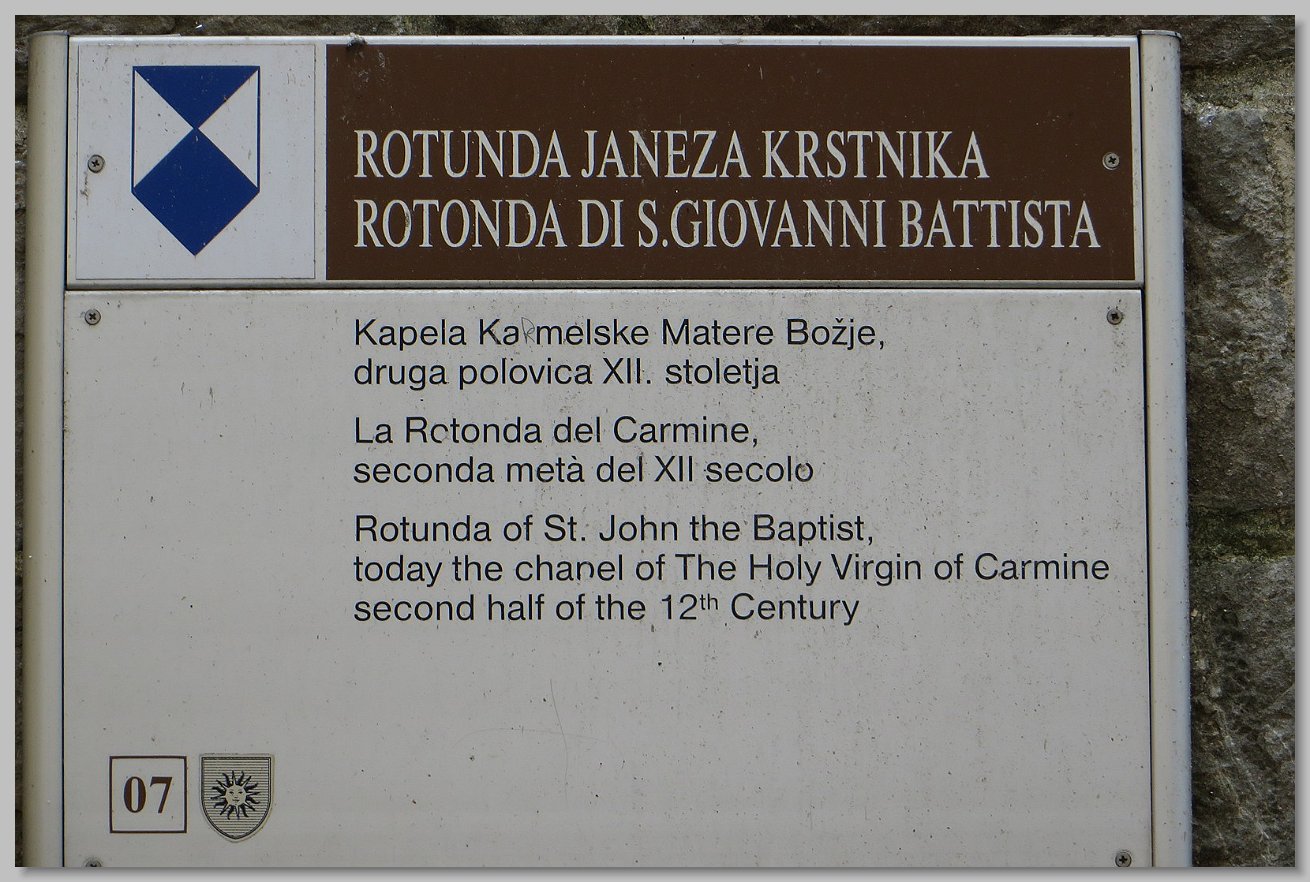 ROTUNDA JANEZA KRSTNIKA
ROTONDA DI S.GIOVANNI BATTISTA
Kapela Karmelske Matere Božje,
druga polovica XII. stoletja
La Rotonda del Carmine,
seconda metà del XII secolo
Rotunda of St. John the Baptist,
today the chapel of The Holy Virgin of Carmine
second half of the 12th Century
07